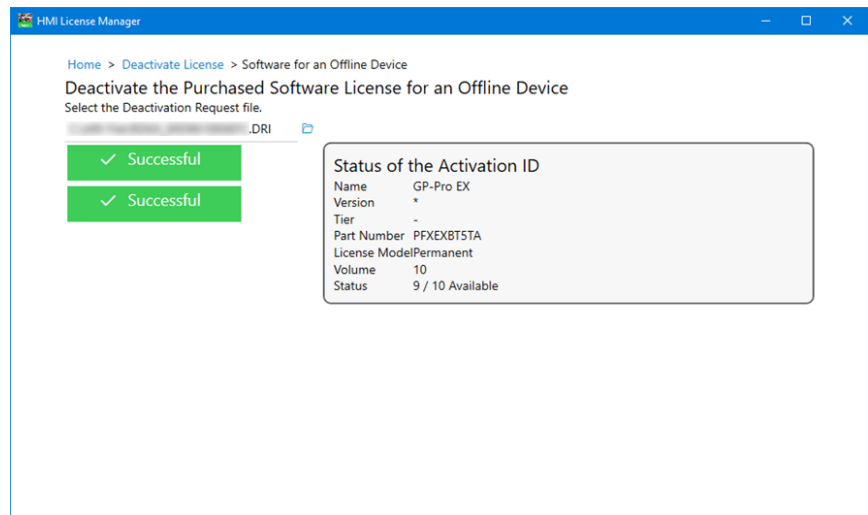 HMI License Manager
Home > Deactivate License > Software for an Offline Device
Deactivate the Purchased Software License for an Offline Device
Select the Deactivation Request file.
.DRI
Successful
Successful
Status of the Activation ID
Name GP-Pro EX
Version *
Tier -
Part Number PFXEXBT5TA
License Model Permanent
Volume 10
Status 9 / 10 Available